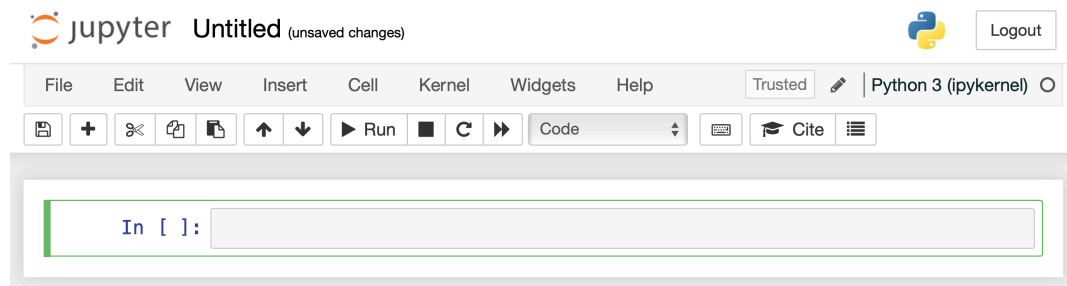 jupyter Untitled (unsaved changes) Logout
File Edit View Insert Cell Kernel Widgets Help Trusted Python 3 (ipykernel)
Run Code Cite
In [ ]: